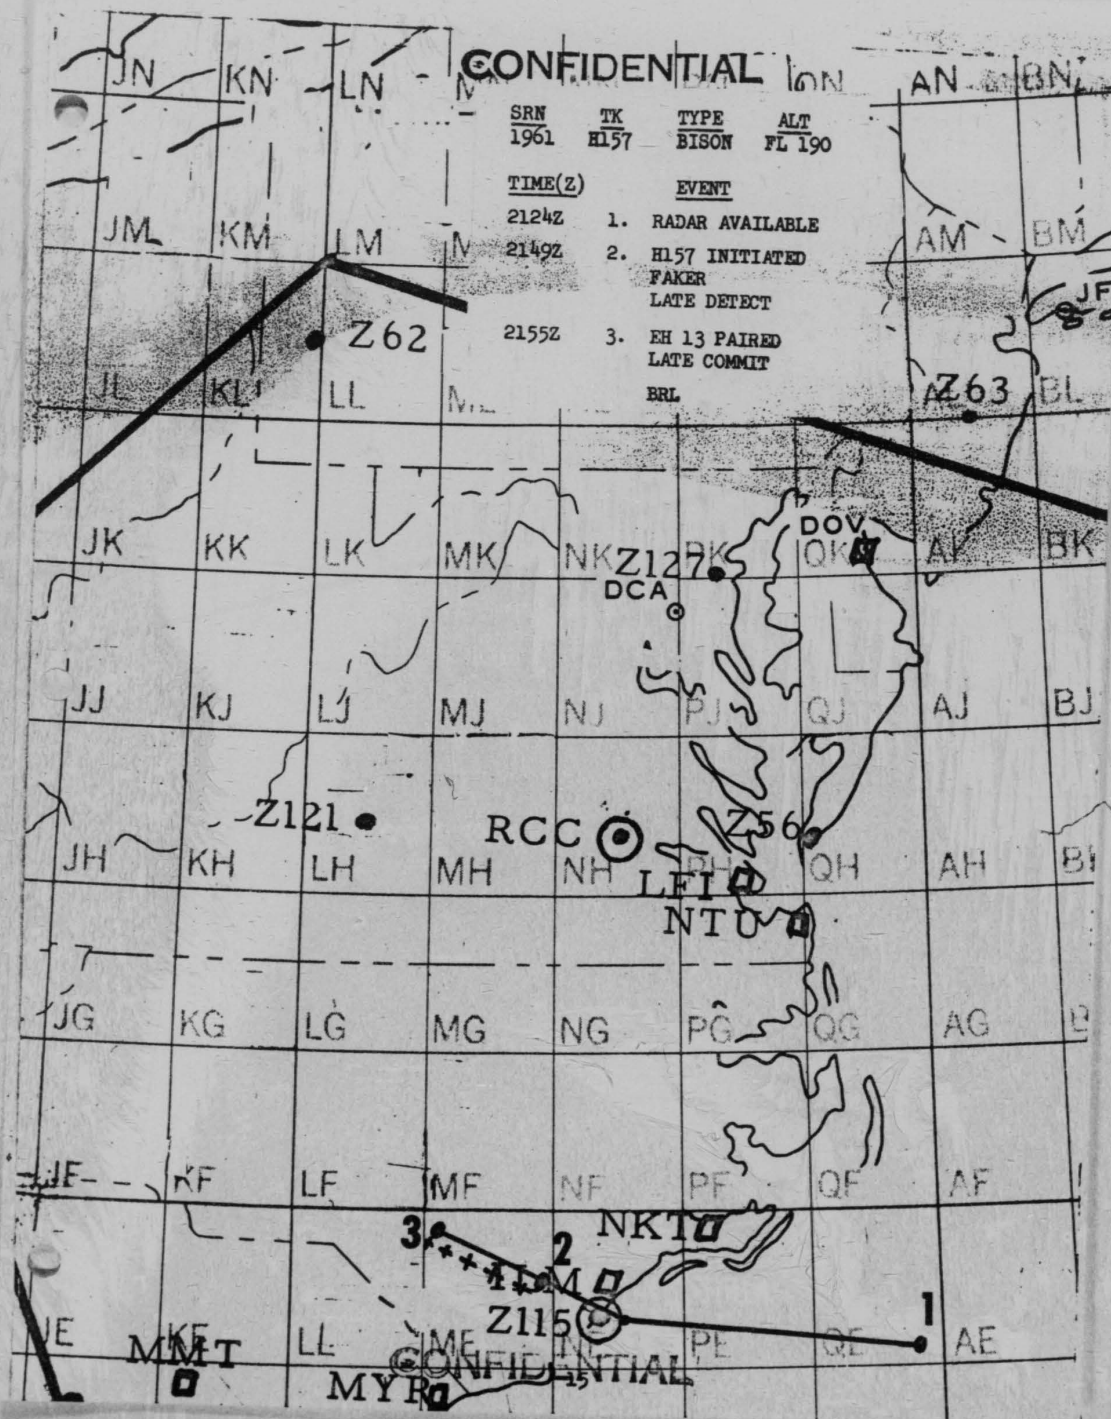 JN KN LN CONFIDENTIAL AN BN
SRN TK TYPE ALT
1961 H157 BISON FL 190
TIME(Z) EVENT
2124Z 1. RADAR AVAILABLE
2149Z 2. H157 INITIATED
FAKER
LATE DETECT
2155Z 3. EH 13 PAIRED
LATE COMMIT
BRL
JM KM LM M AM BM
JF
Z62
Z63
JL KL LL BL
DOV
JK KK LK MK NK QK AK BK
Z127
DCA
JJ KJ LJ MJ NJ PJ QJ AJ BJ
Z121 RCC Z56
JH KH LH MH NH PH QH AH
LFI
NTU
JG KG LG MG NG PG QG AG
JF KF LF MF NF PF QF AF
3 2 NKT
ILM
Z115 1
JE KE LL ME PE QE AE
MMT CONFIDENTIAL
15
MYR